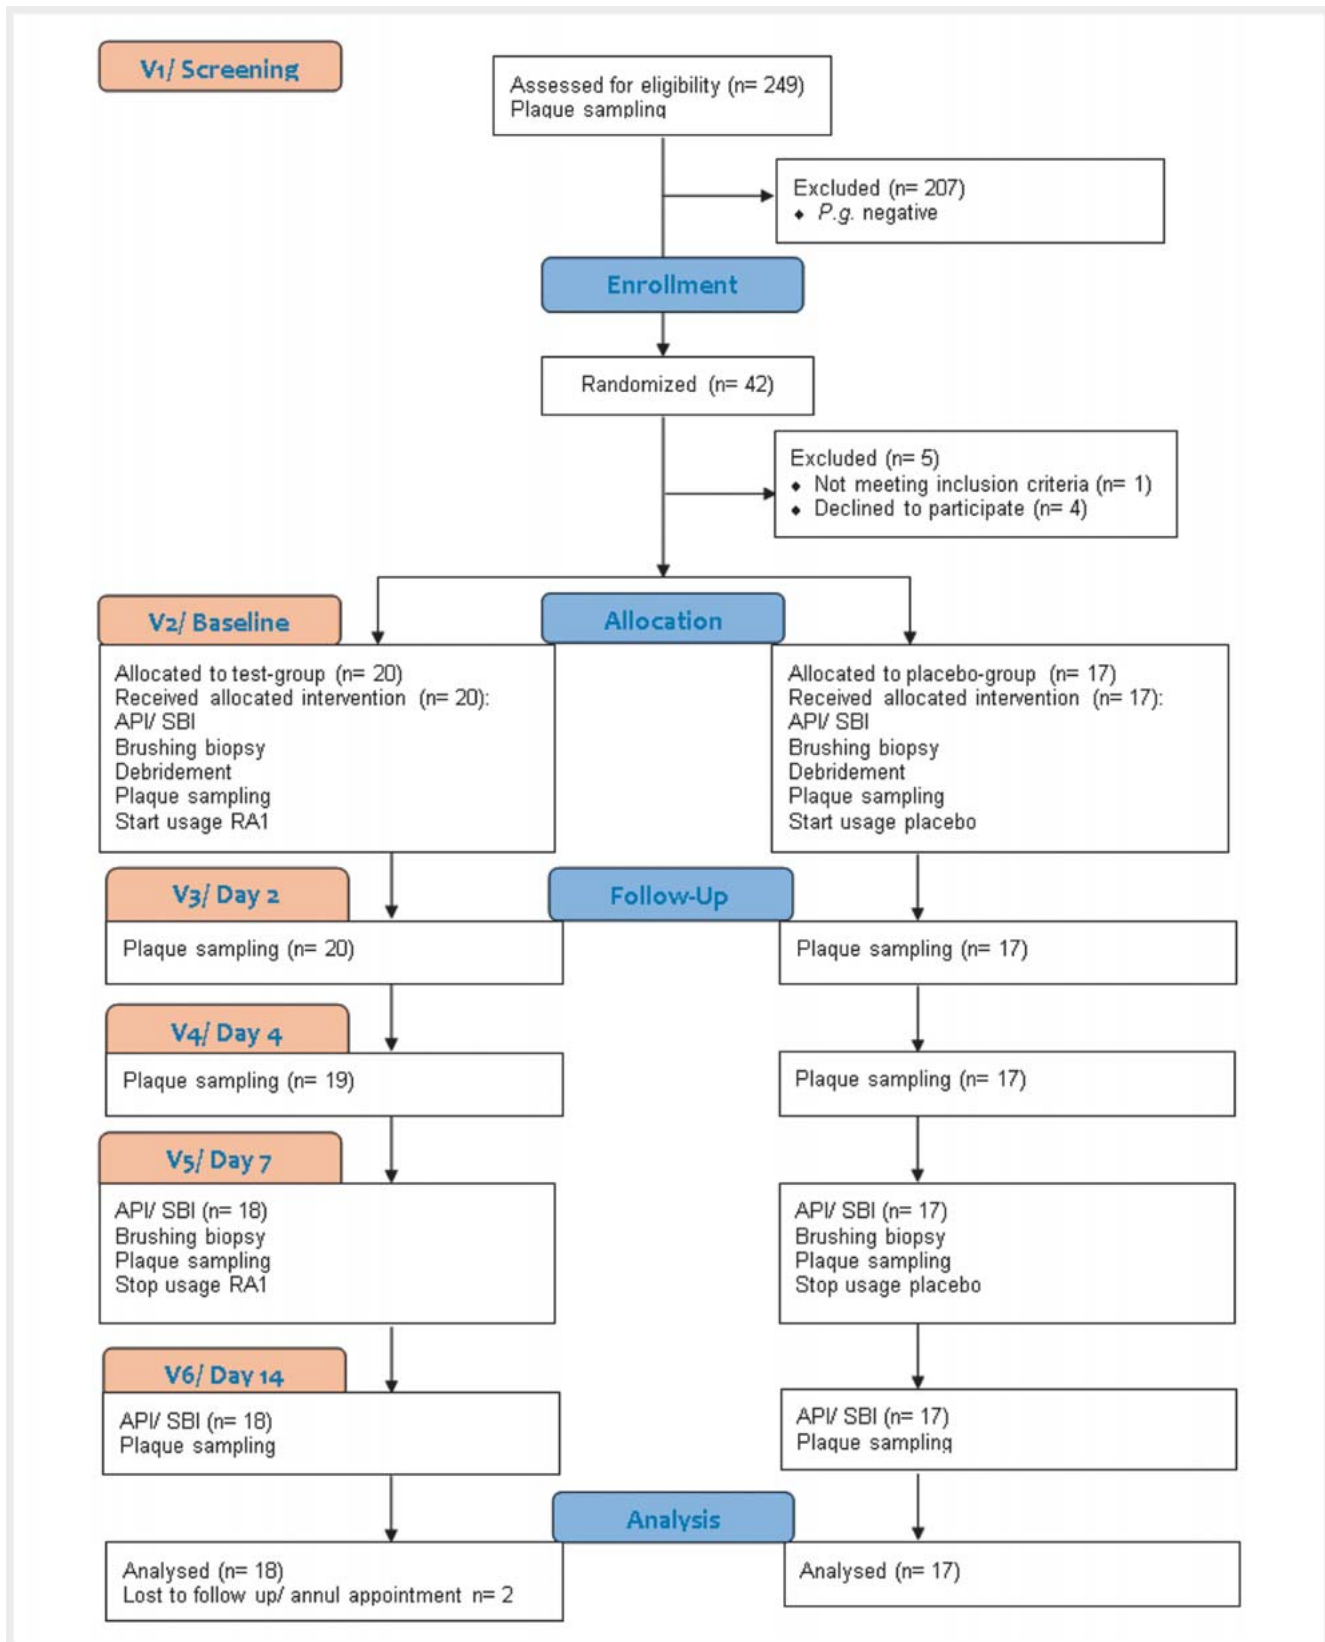 V1/ Screening
Assessed for eligibility (n= 249)
Plaque sampling
Excluded (n= 207)
♦ P.g. negative
Enrollment
Randomized (n= 42)
Excluded (n= 5)
♦ Not meeting inclusion criteria (n= 1)
♦ Declined to participate (n= 4)
V2/ Baseline
Allocation
Allocated to test-group (n= 20)
Received allocated intervention (n= 20):
API/ SBI
Brushing biopsy
Debridement
Plaque sampling
Start usage RA1
Allocated to placebo-group (n= 17)
Received allocated intervention (n= 17):
API/ SBI
Brushing biopsy
Debridement
Plaque sampling
Start usage placebo
V3/ Day 2
Follow-Up
Plaque sampling (n= 20)
Plaque sampling (n= 17)
V4/ Day 4
Plaque sampling (n= 19)
Plaque sampling (n= 17)
V5/ Day 7
API/ SBI (n= 18)
Brushing biopsy
Plaque sampling
Stop usage RA1
API/ SBI (n= 17)
Brushing biopsy
Plaque sampling
Stop usage placebo
V6/ Day 14
API/ SBI (n= 18)
Plaque sampling
API/ SBI (n= 17)
Plaque sampling
Analysis
Analysed (n= 18)
Lost to follow up/ annul appointment n= 2
Analysed (n= 17)